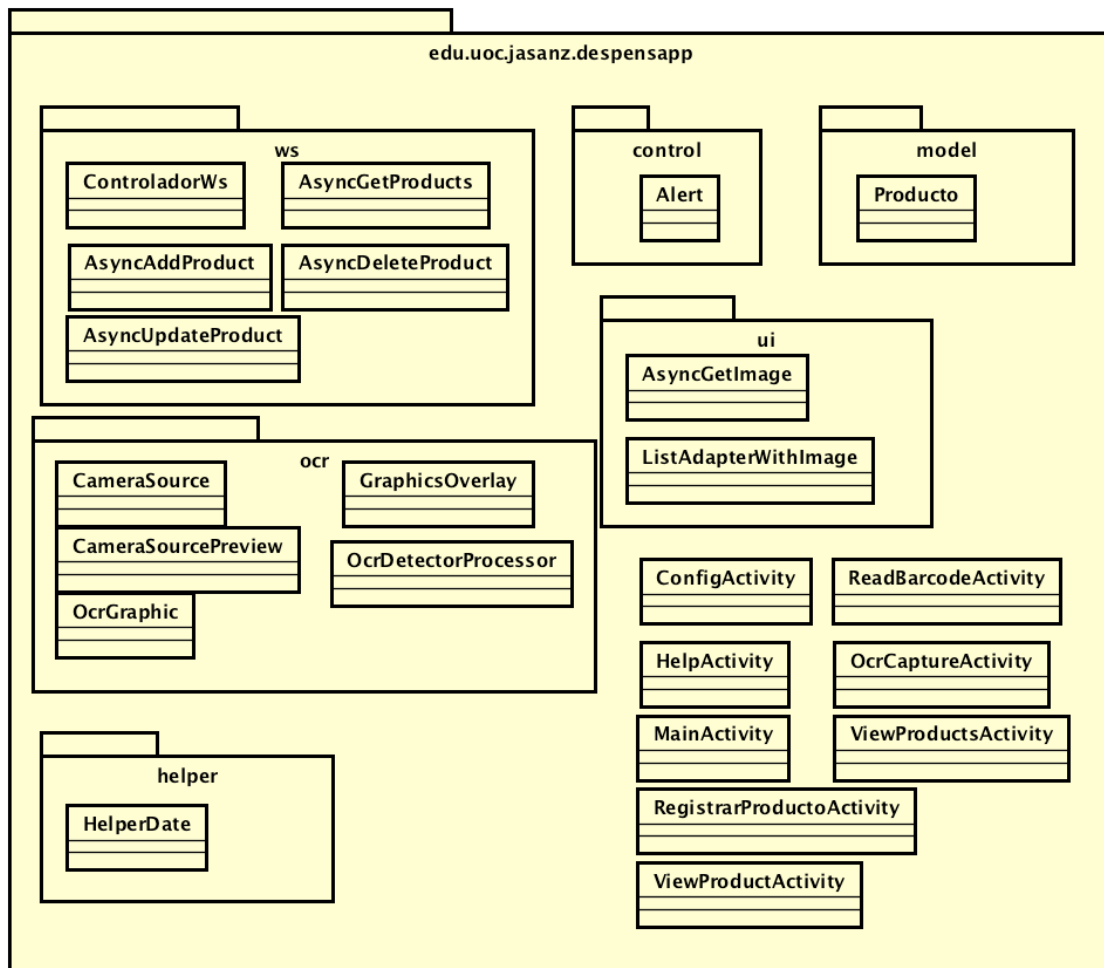 edu.uoc.jasanz.despensapp
ws
ControladorWs
AsyncGetProducts
AsyncAddProduct
AsyncDeleteProduct
AsyncUpdateProduct
control
Alert
model
Producto
ui
AsyncGetImage
ListAdapterWithImage
ocr
CameraSource
GraphicsOverlay
CameraSourcePreview
OcrDetectorProcessor
OcrGraphic
ConfigActivity
ReadBarcodeActivity
HelpActivity
OcrCaptureActivity
MainActivity
ViewProductsActivity
RegistrarProductoActivity
ViewProductActivity
helper
HelperDate